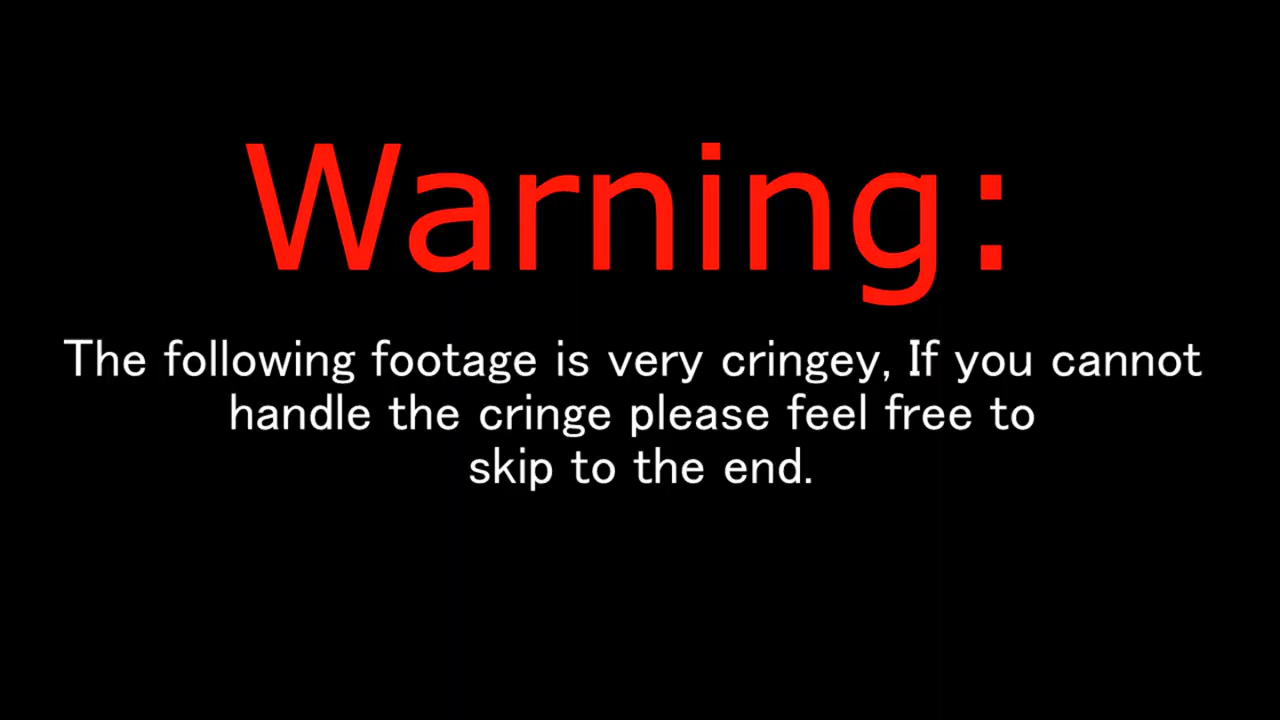 Warning:
The following footage is very cringey, If you cannot
handle the cringe please feel free to
skip to the end.